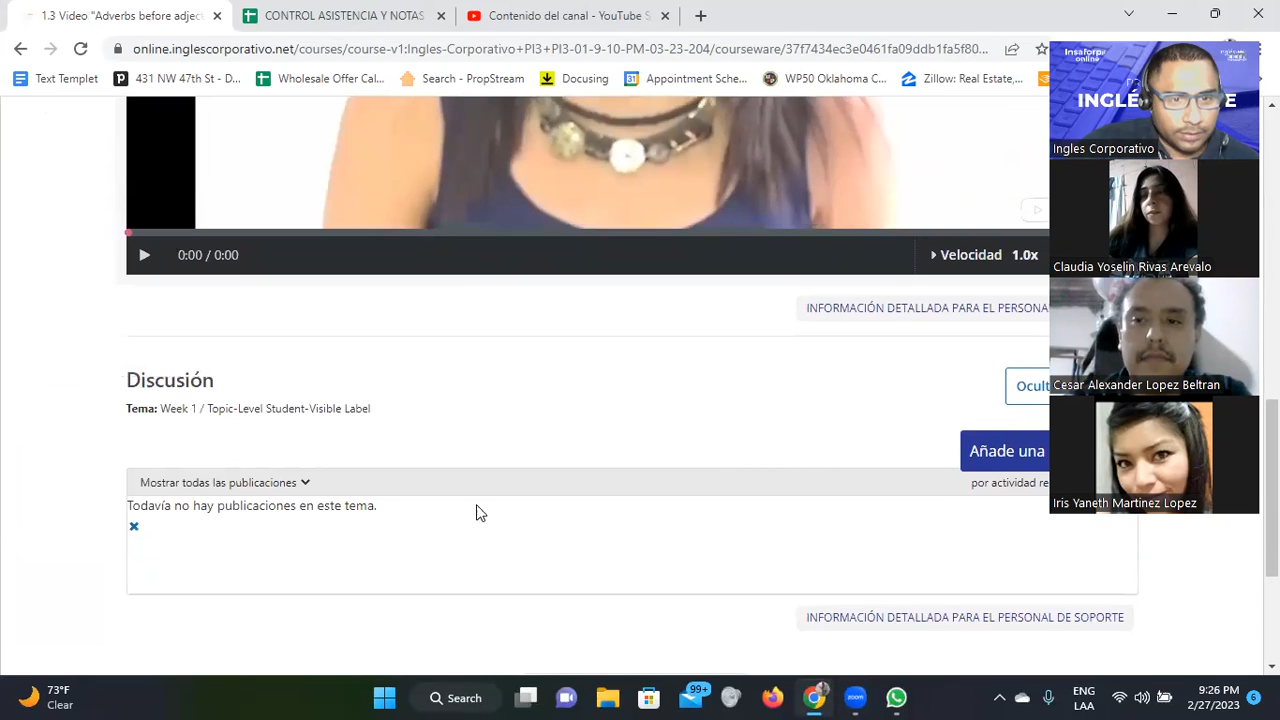 1.3 Video "Adverbs before adject
CONTROL ASISTENCIA Y NOTAS
Contenido del canal - YouTube S
online.inglescorporativo.net/courses/course-v1:Ingles-Corporativo+PI3+PI3-01-9-10-PM-03-23-204/courseware/37f7434ec3e0461fa09ddb1fa5f80...
Text Templet
431 NW 47th St - D...
Wholesale Offer Cal...
Search - PropStream
Docusing
Appointment Sche...
WP50 Oklahoma C...
Zillow: Real Estate,...
Insaforp
online
INGLÉ
E
Ingles Corporativo
Claudia Yoselin Rivas Arevalo
Cesar Alexander Lopez Beltran
Iris Yaneth Martinez Lopez
0:00 / 0:00
Velocidad 1.0x
INFORMACIÓN DETALLADA PARA EL PERSONA
Discusión
Ocult
Tema: Week 1 / Topic-Level Student-Visible Label
Añade una
Mostrar todas las publicaciones
por actividad re
Todavía no hay publicaciones en este tema.
INFORMACIÓN DETALLADA PARA EL PERSONAL DE SOPORTE
73°F
Clear
Search
99+
ENG
LAA
9:26 PM
2/27/2023
6